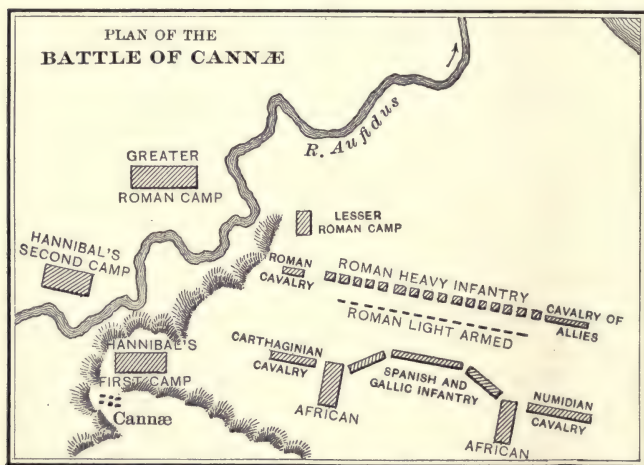 PLAN OF THE
BATTLE OF CANNÆ
R. Aufidus
GREATER
ROMAN CAMP
LESSER
ROMAN CAMP
HANNIBAL'S
SECOND CAMP
ROMAN
CAVALRY
ROMAN HEAVY INFANTRY
CAVALRY OF
ALLIES
ROMAN LIGHT ARMED
HANNIBAL'S
FIRST CAMP
CARTHAGINIAN
CAVALRY
SPANISH AND
GALLIC INFANTRY
AFRICAN
NUMIDIAN
CAVALRY
AFRICAN
Cannæ